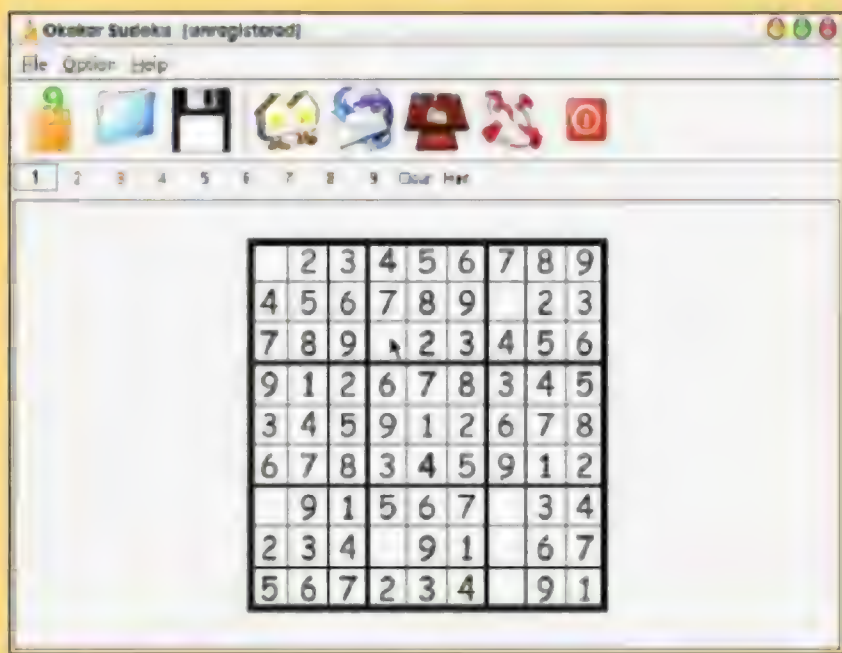 Okokar Sudoku [unregistered]
File Option Help
9
1 2 3 4 5 6 7 8 9 Clear
2 3 4 5 6 7 8 9
4 5 6 7 8 9 2 3
7 8 9 2 3 4 5 6
9 1 2 6 7 8 3 4 5
3 4 5 9 1 2 6 7 8
6 7 8 3 4 5 9 1 2
9 1 5 6 7 3 4
2 3 4 9 1 6 7
5 6 7 2 3 4 9 1